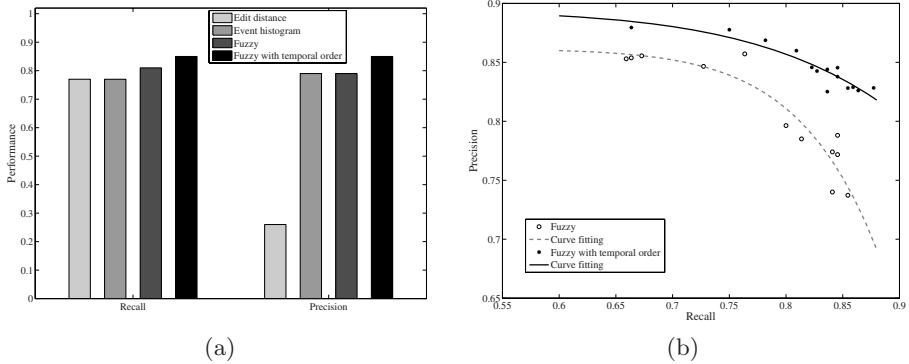 Edit distance
Event histogram
Fuzzy
Fuzzy with temporal order
1
0.9
0.8
0.7
0.6
0.5
0.4
0.3
0.2
0.1
0
Performance
Recall Precision
(a)
0.9
0.85
0.8
0.75
0.7
0.65
Precision
Fuzzy
Curve fitting
Fuzzy with temporal order
Curve fitting
0.55 0.6 0.65 0.7 0.75 0.8 0.85 0.9
Recall
(b)